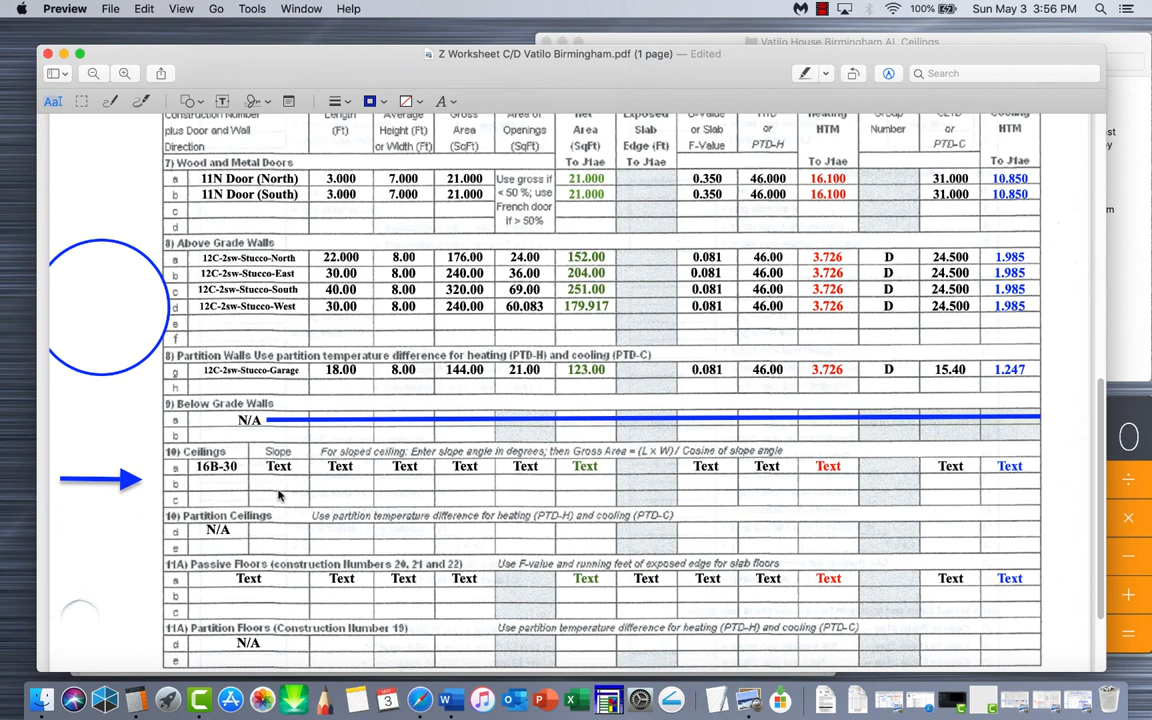 Preview File Edit View Go Tools Window Help 100% Sun May 3 3:56 PM
Vatilo House Birmingham AL Ceilings
Z Worksheet C/D Vatilo Birmingham.pdf (1 page) — Edited
Search
Construction Number Length Average Gross Area of Net Exposed U-Value HTD Heating Group CLTD Cooling
plus Door and Wall (Ft) Height (Ft) Area Openings Area Slab or Slab or HTM Number or HTM
Direction or Width (Ft) (SqFt) (SqFt) (SqFt) Edge (Ft) F-Value PTD-H PTD-C
7) Wood and Metal Doors To J1ae To J1ae To J1ae To J1ae
a 11N Door (North) 3.000 7.000 21.000 Use gross if 21.000 0.350 46.000 16.100 31.000 10.850
b 11N Door (South) 3.000 7.000 21.000 < 50 %; use 21.000 0.350 46.000 16.100 31.000 10.850
c French door
d if > 50%
8) Above Grade Walls
a 12C-2sw-Stucco-North 22.000 8.00 176.00 24.00 152.00 0.081 46.00 3.726 D 24.500 1.985
b 12C-2sw-Stucco-East 30.00 8.00 240.00 36.00 204.00 0.081 46.00 3.726 D 24.500 1.985
c 12C-2sw-Stucco-South 40.00 8.00 320.00 69.00 251.00 0.081 46.00 3.726 D 24.500 1.985
d 12C-2sw-Stucco-West 30.00 8.00 240.00 60.083 179.917 0.081 46.00 3.726 D 24.500 1.985
e
f
8) Partition Walls Use partition temperature difference for heating (PTD-H) and cooling (PTD-C)
g 12C-2sw-Stucco-Garage 18.00 8.00 144.00 21.00 123.00 0.081 46.00 3.726 D 15.40 1.247
h
9) Below Grade Walls
a N/A
b
10) Ceilings Slope For sloped ceiling: Enter slope angle in degrees; then Gross Area = (L x W) / Cosine of slope angle
a 16B-30 Text Text Text Text Text Text Text Text Text Text Text
b
c
10) Partition Ceilings Use partition temperature difference for heating (PTD-H) and cooling (PTD-C)
d N/A
e
11A) Passive Floors (construction Numbers 20, 21 and 22) Use F-value and running feet of exposed edge for slab floors
a Text Text Text Text Text Text Text Text Text Text Text
b
c
11A) Partition Floors (Construction Number 19) Use partition temperature difference for heating (PTD-H) and cooling (PTD-C)
d N/A
e
0
÷
×
−
+
=